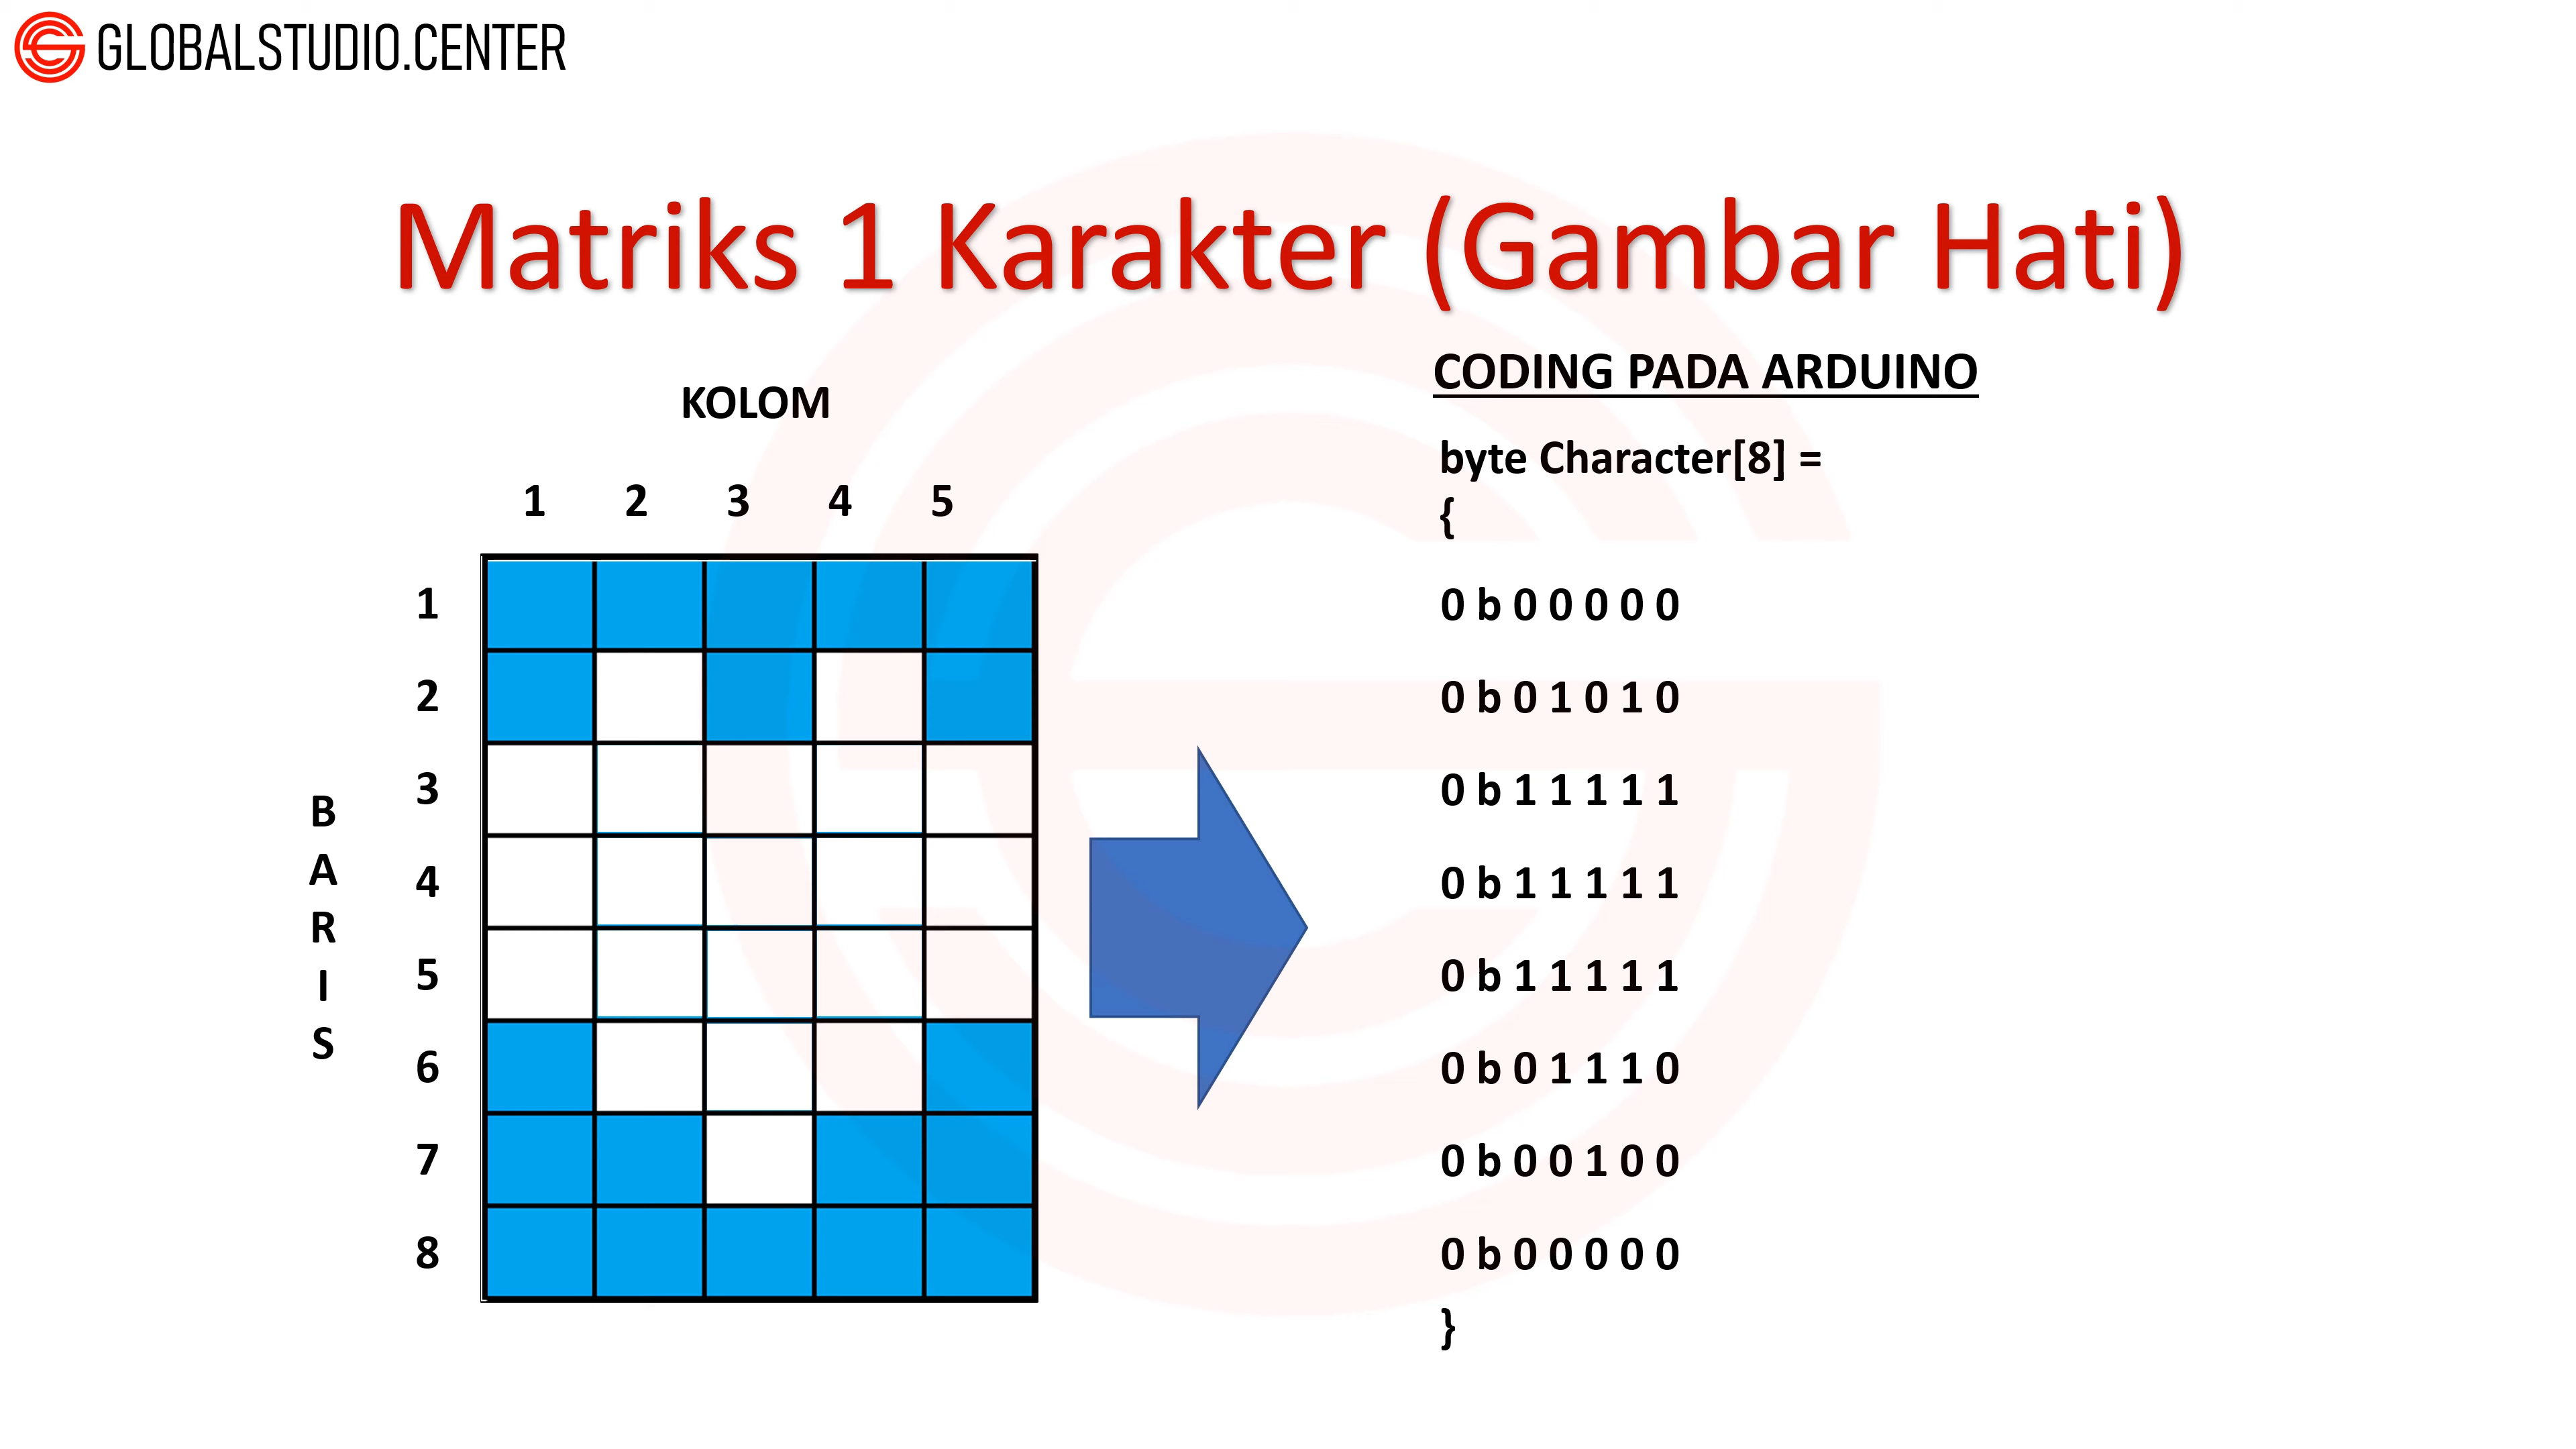 GLOBALSTUDIO.CENTER
Matriks 1 Karakter (Gambar Hati)
KOLOM
1 2 3 4 5
B
A
R
I
S
1
2
3
4
5
6
7
8
CODING PADA ARDUINO
byte Character[8] =
{
0 b 0 0 0 0 0
0 b 0 1 0 1 0
0 b 1 1 1 1 1
0 b 1 1 1 1 1
0 b 1 1 1 1 1
0 b 0 1 1 1 0
0 b 0 0 1 0 0
0 b 0 0 0 0 0
}